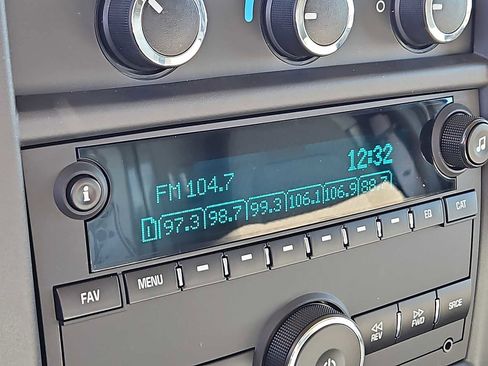 12:32
FM 104.7
1 97.3 98.7 99.3 106.1 106.9 88.7
i
FAV MENU EQ CAT
REV FWD SRCE